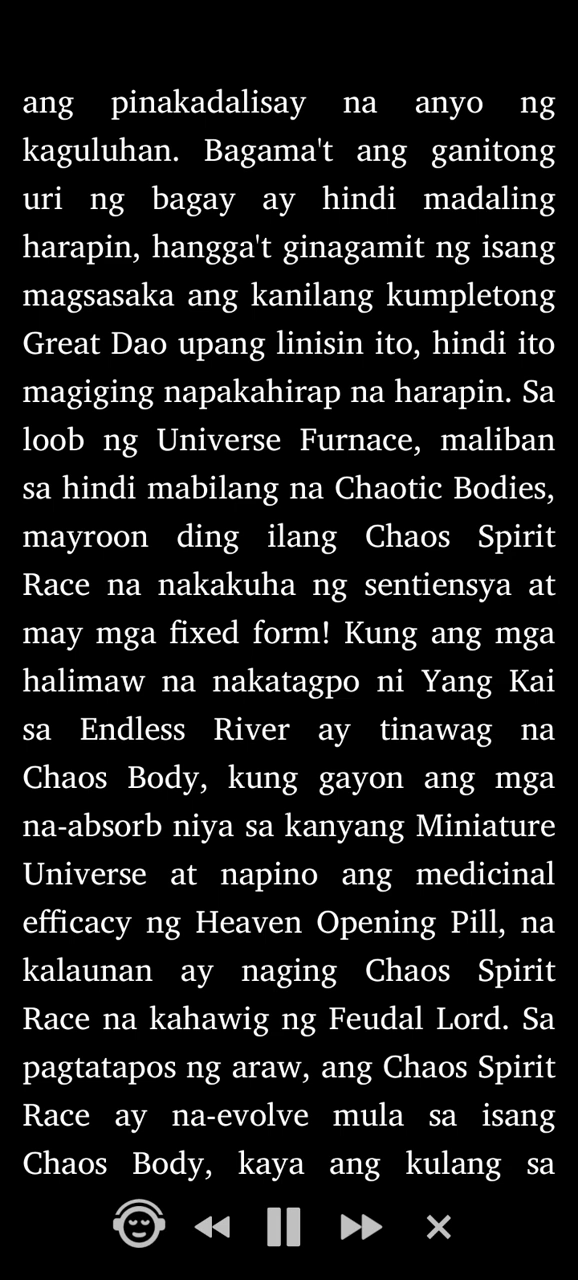 ang pinakadalisay na anyo ng
kaguluhan. Bagama't ang ganitong
uri ng bagay ay hindi madaling
harapin, hangga't ginagamit ng isang
magsasaka ang kanilang kumpletong
Great Dao upang linisin ito, hindi ito
magiging napakahirap na harapin. Sa
loob ng Universe Furnace, maliban
sa hindi mabilang na Chaotic Bodies,
mayroon ding ilang Chaos Spirit
Race na nakakuha ng sentiensya at
may mga fixed form! Kung ang mga
halimaw na nakatagpo ni Yang Kai
sa Endless River ay tinawag na
Chaos Body, kung gayon ang mga
na-absorb niya sa kanyang Miniature
Universe at napino ang medicinal
efficacy ng Heaven Opening Pill, na
kalaunan ay naging Chaos Spirit
Race na kahawig ng Feudal Lord. Sa
pagtatapos ng araw, ang Chaos Spirit
Race ay na-evolve mula sa isang
Chaos Body, kaya ang kulang sa